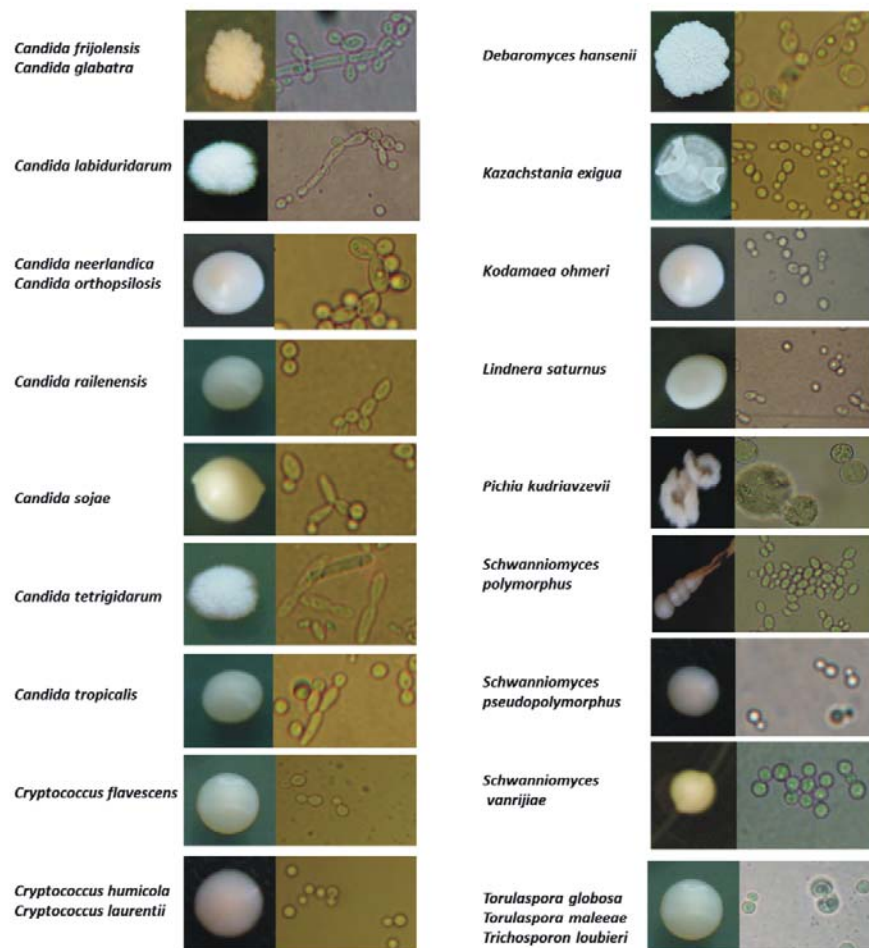 Candida frijolensis
Candida glabatra
Candida labiduridarum
Candida neerlandica
Candida orthopsilosis
Candida railenensis
Candida sojae
Candida tetrigidarum
Candida tropicalis
Cryptococcus flavescens
Cryptococcus humicola
Cryptococcus laurentii
Debaromyces hansenii
Kazachstania exigua
Kodamaea ohmeri
Lindnera saturnus
Pichia kudriavzevii
Schwanniomyces
polymorphus
Schwanniomyces
pseudopolymorphus
Schwanniomyces
vanrijiae
Torulaspora globosa
Torulaspora maleeae
Trichosporon loubieri